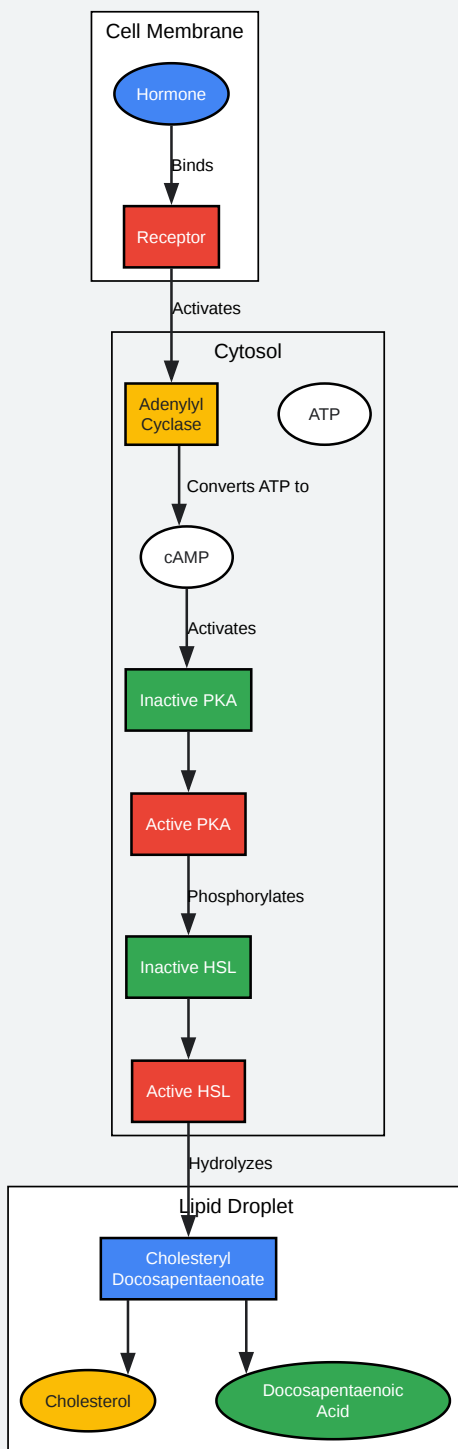 Cell Membrane
Hormone
Binds
Receptor
Activates
Cytosol
Adenylyl
Cyclase
ATP
Converts ATP to
cAMP
Activates
Inactive PKA
Active PKA
Phosphorylates
Inactive HSL
Active HSL
Hydrolyzes
Lipid Droplet
Cholesteryl
Docosapentaenoate
Cholesterol
Docosapentaenoic
Acid